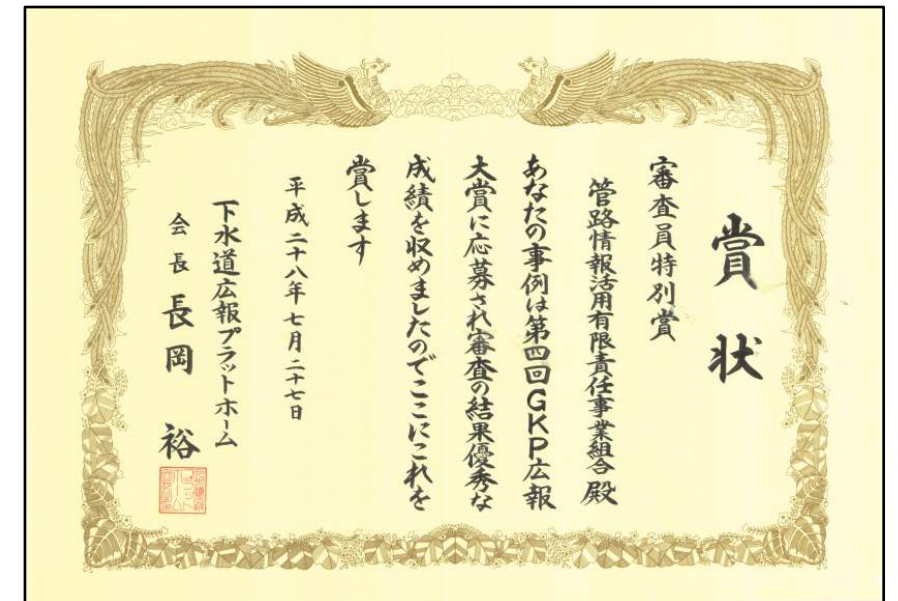 賞状
審査員特別賞
管路情報活用有限責任事業組合 殿
あなたの事例は第四回GKP広報
大賞に応募され審査の結果優秀な
成績を収めましたのでここにこれを
賞します
平成二十八年七月二十七日
下水道広報プラットホーム
会長 長岡 裕